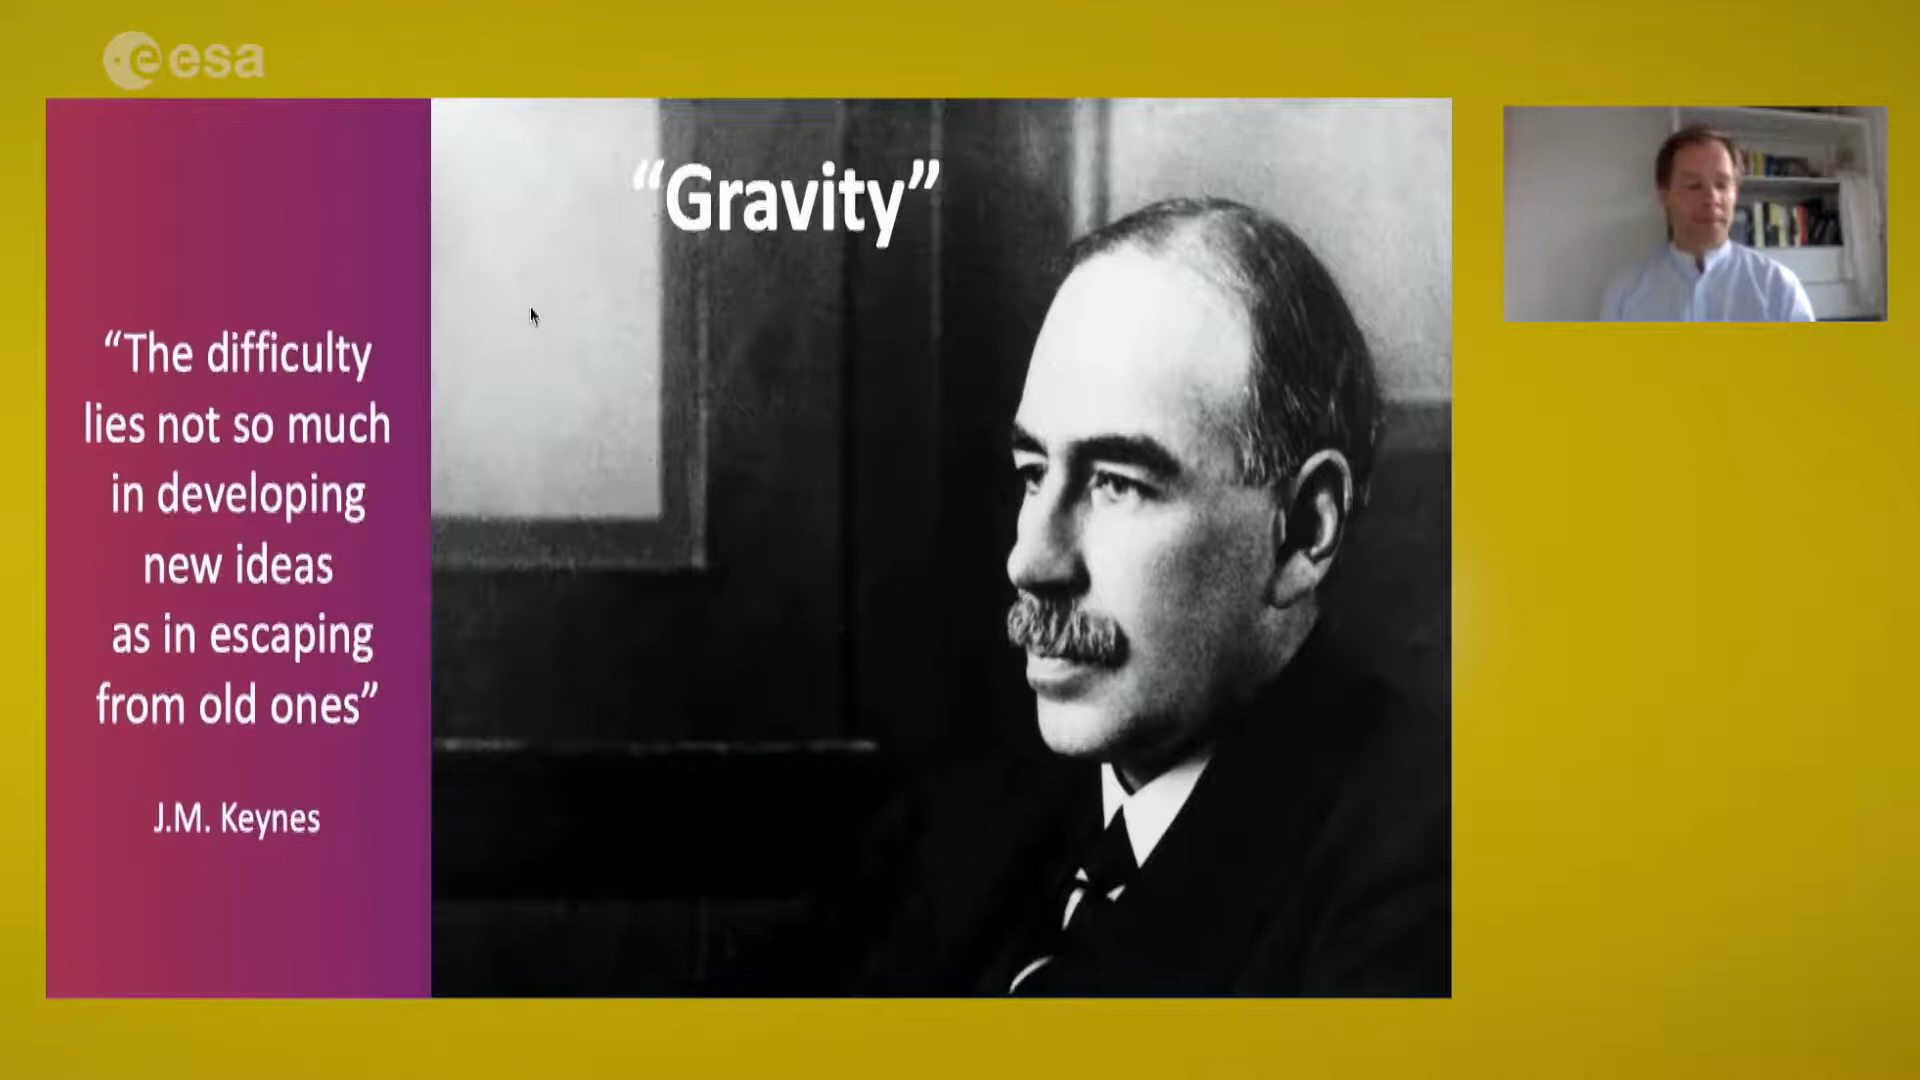 esa
“Gravity”
“The difficulty
lies not so much
in developing
new ideas
as in escaping
from old ones”
J.M. Keynes